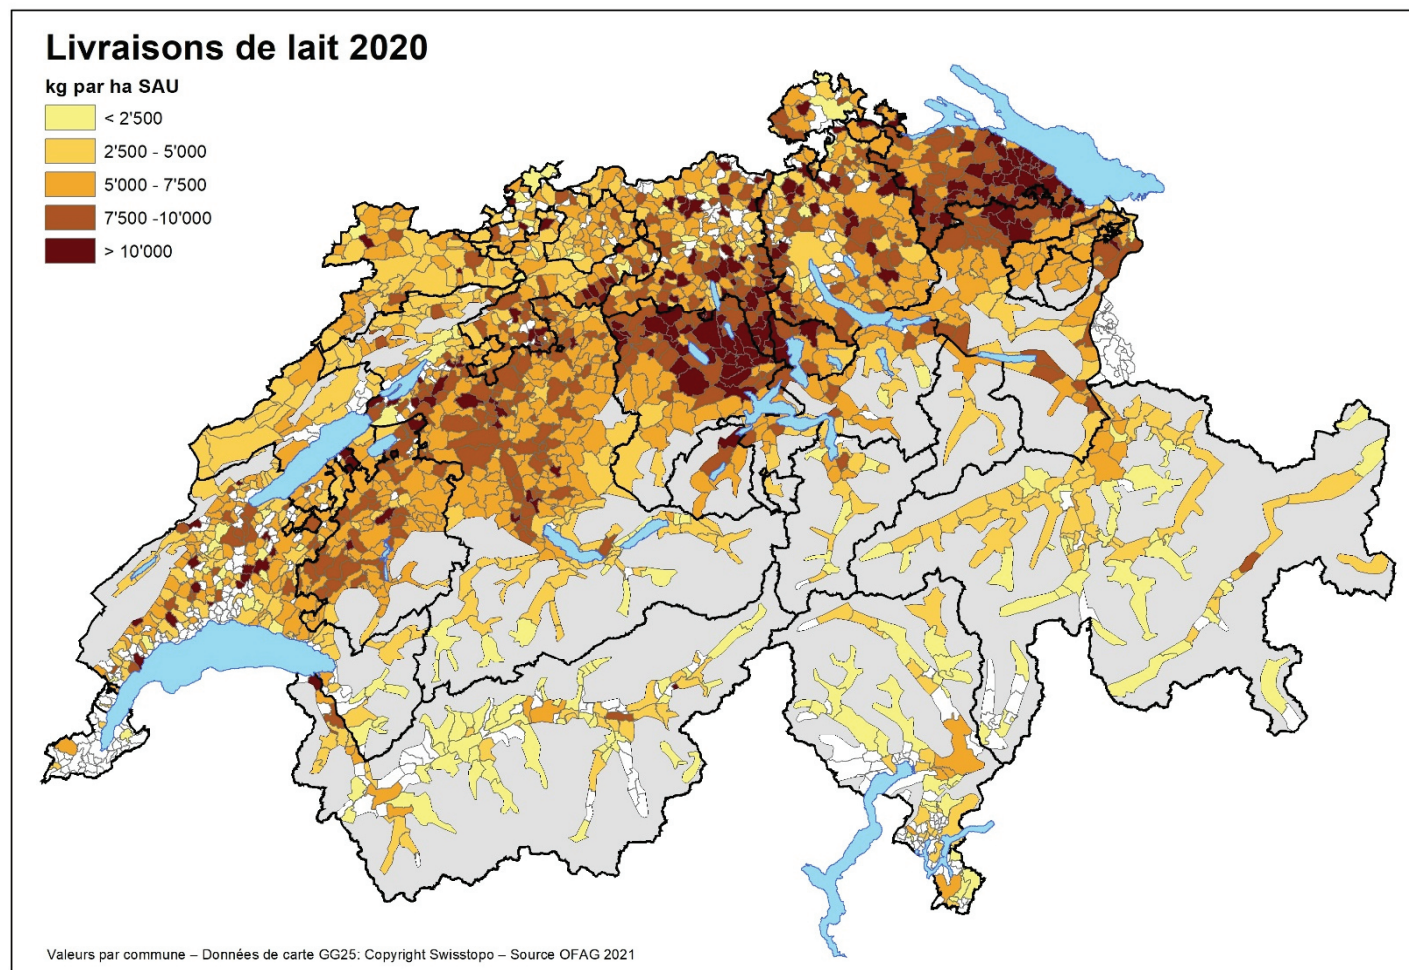 Livraisons de lait 2020
kg par ha SAU
< 2'500
2'500 - 5'000
5'000 - 7'500
7'500 -10'000
> 10'000
Valeurs par commune – Données de carte GG25: Copyright Swisstopo – Source OFAG 2021